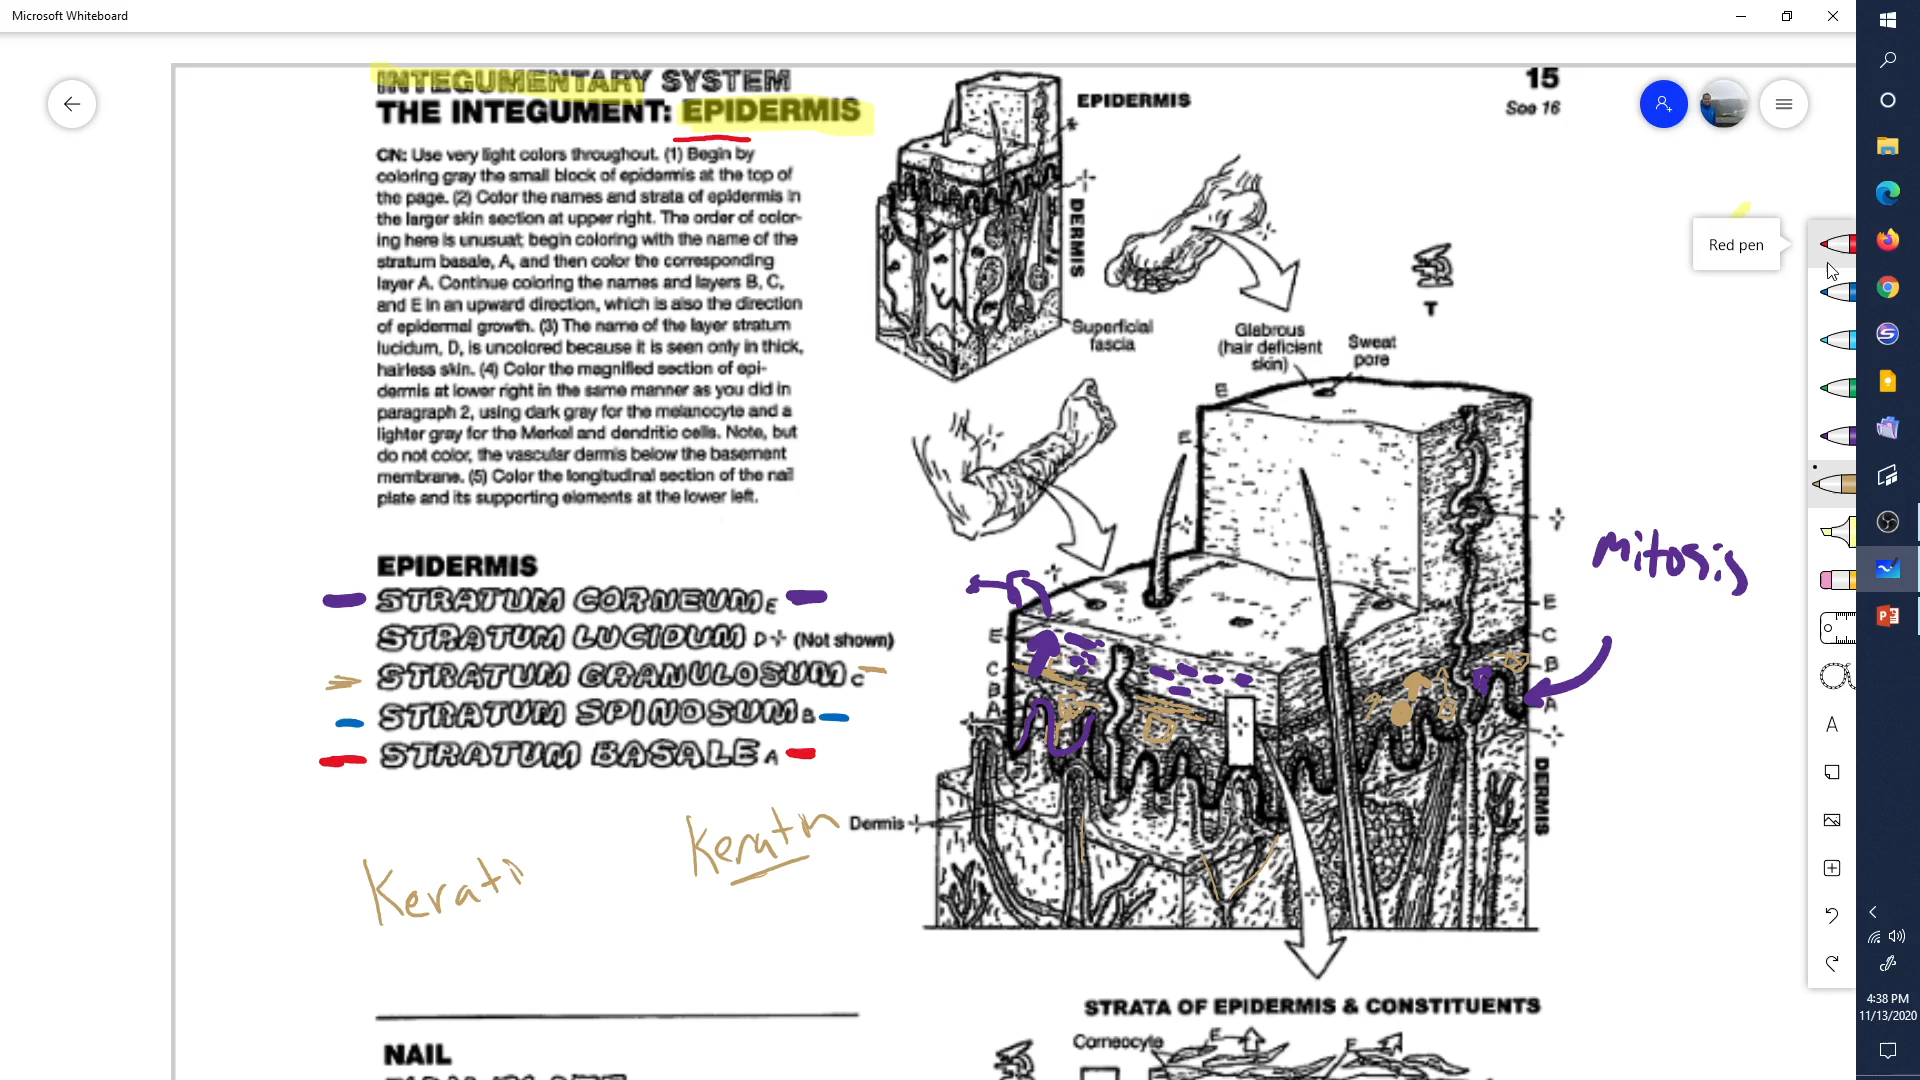 Microsoft Whiteboard
INTEGUMENTARY SYSTEM
THE INTEGUMENT: EPIDERMIS
CN: Use very light colors throughout. (1) Begin by
coloring gray the small block of epidermis at the top of
the page. (2) Color the names and strata of epidermis in
the larger skin section at upper right. The order of color-
ing here is unusual: begin coloring with the name of the
stratum basale, A, and then color the corresponding
layer A. Continue coloring the names and layers B, C,
and E in an upward direction, which is also the direction
of epidermal growth. (3) The name of the layer stratum
lucidum, D, is uncolored because it is seen only in thick,
hairless skin. (4) Color the magnified section of epi-
dermis at lower right in the same manner as you did in
paragraph 2, using dark gray for the melanocyte and a
lighter gray for the Merkel and dendritic cells. Note, but
do not color, the vascular dermis below the basement
membrane. (5) Color the longitudinal section of the nail
plate and its supporting elements at the lower left.
EPIDERMIS
STRATUM CORNEUM E
STRATUM LUCIDUM D (Not shown)
STRATUM GRANULOSUM C
STRATUM SPINOSUM B
STRATUM BASALE A
Keratin
Keratin
NAIL
EPIDERMIS
15
See 16
DERMIS
Superficial
fascia
T
Glabrous
(hair deficient
skin)
Sweat
pore
E
E
E
C
B
A
E
C
B
A
Mitosis
Dermis
DERMIS
STRATA OF EPIDERMIS & CONSTITUENTS
Corneocyte
E
E
Red pen
4:38 PM
11/13/2020